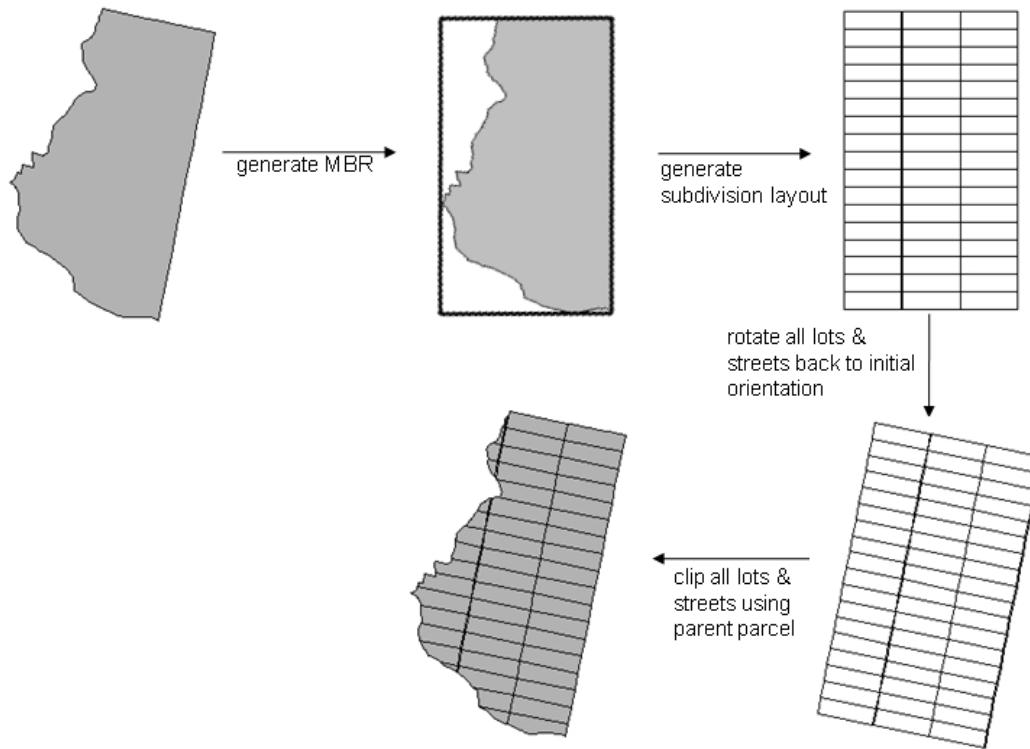 generate MBR
generate
subdivision layout
rotate all lots &
streets back to initial
orientation
clip all lots &
streets using
parent parcel